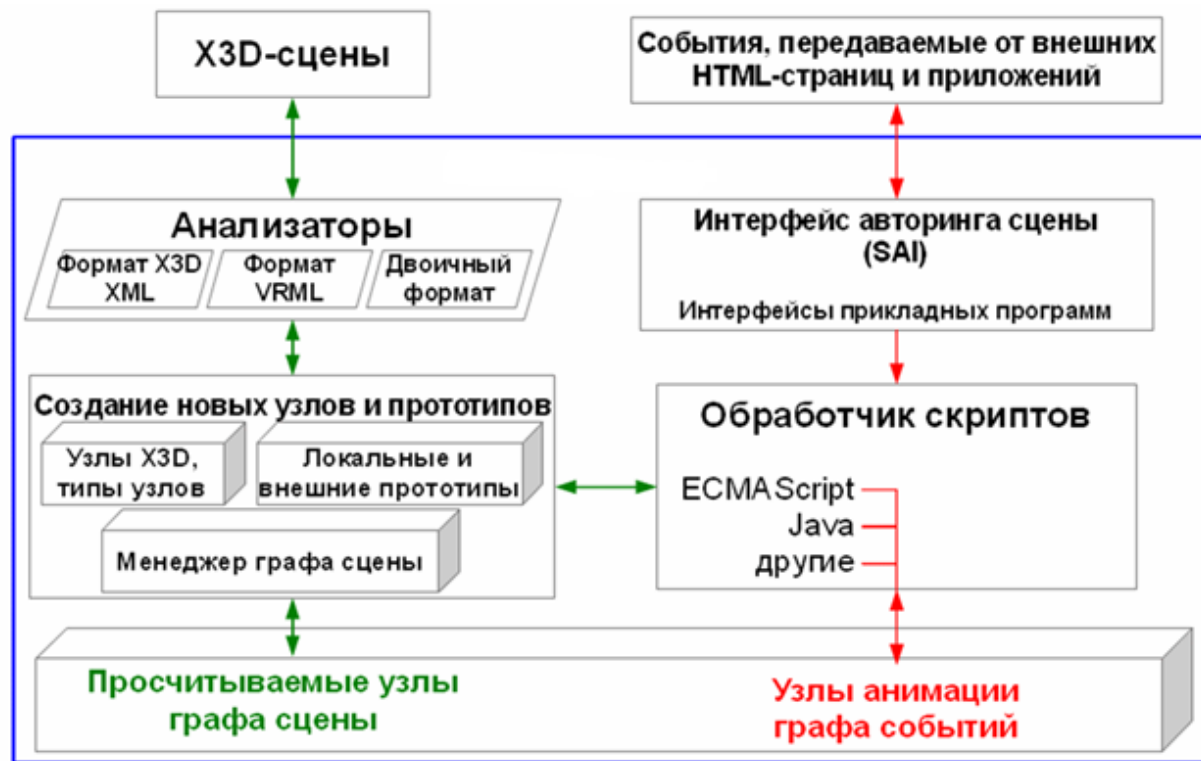 X3D-сцены
События, передаваемые от внешних
HTML-страниц и приложений
Анализаторы
Формат X3D
XML
Формат
VRML
Двоичный
формат
Интерфейс авторинга сцены
(SAI)
Интерфейсы прикладных программ
Создание новых узлов и прототипов
Узлы X3D,
типы узлов
Локальные и
внешние прототипы
Менеджер графа сцены
Обработчик скриптов
ECMAScript
Java
другие
Просчитываемые узлы
графа сцены
Узлы анимации
графа событий